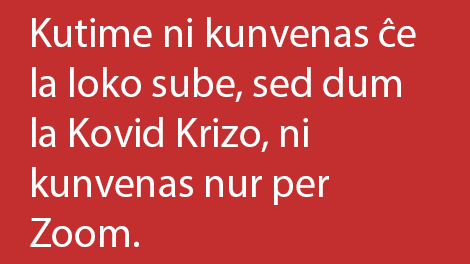 Kutime ni kunvenas ĉe
la loko sube, sed dum
la Kovid Krizo, ni
kunvenas nur per
Zoom.